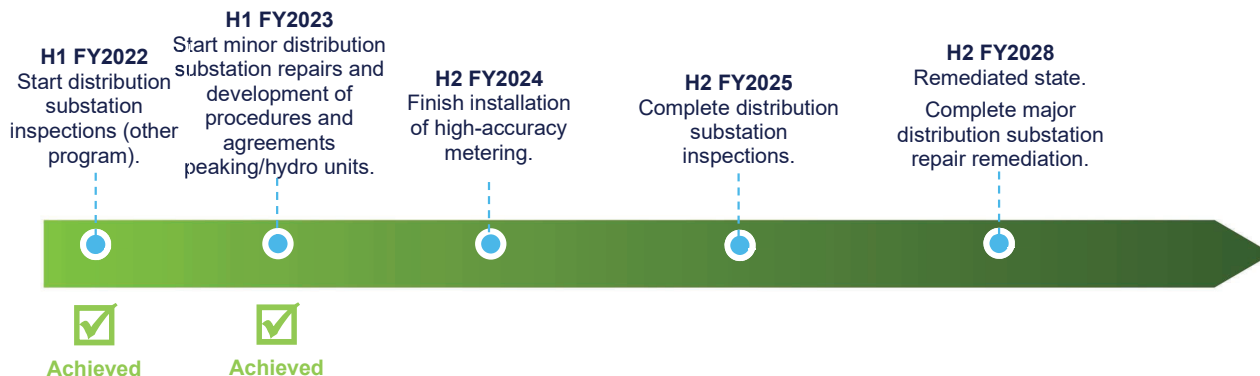 H1 FY2022
Start distribution
substation
inspections (other
program).
H1 FY2023
Start minor distribution
substation repairs and
development of
procedures and
agreements
peaking/hydro units.
H2 FY2024
Finish installation
of high-accuracy
metering.
H2 FY2025
Complete distribution
substation
inspections.
H2 FY2028
Remediated state.
Complete major
distribution substation
repair remediation.
Achieved
Achieved